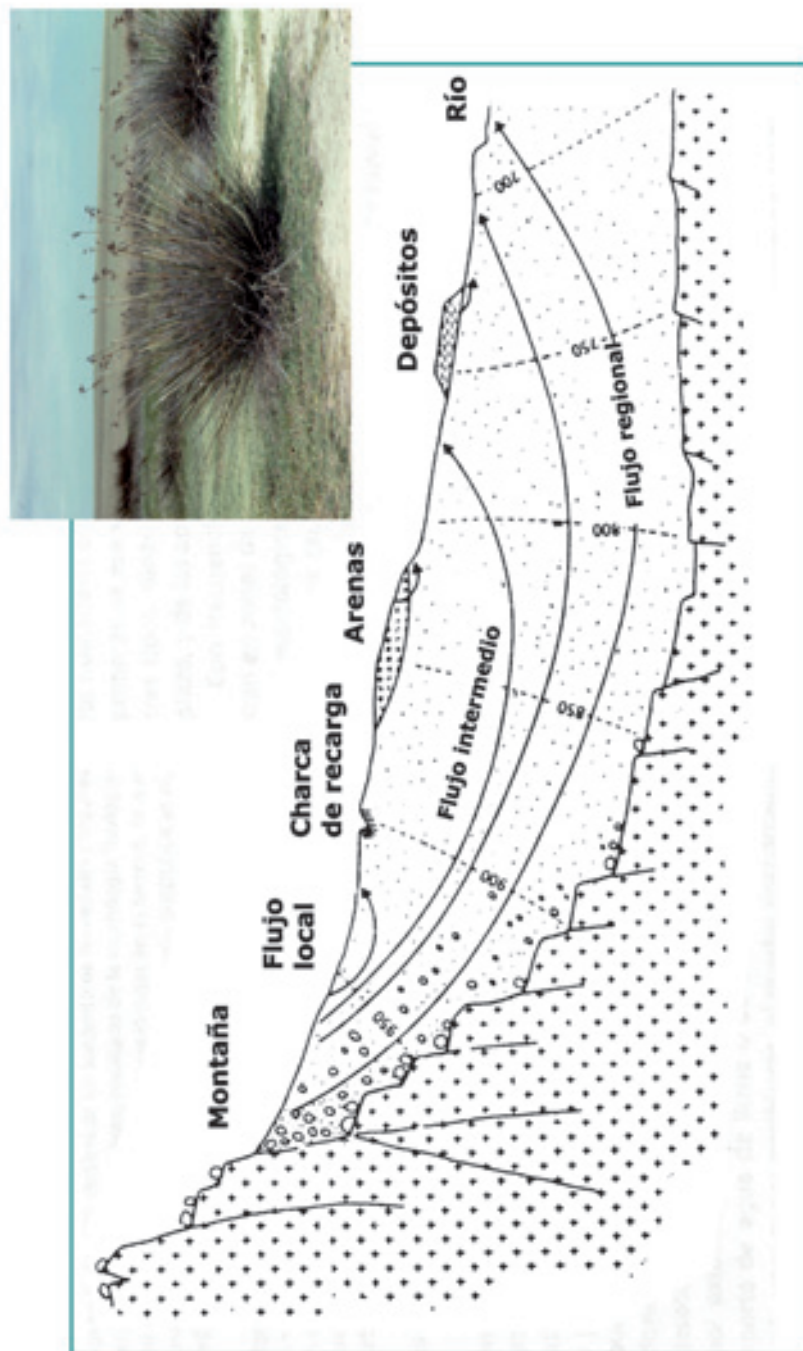 Montaña
Flujo
local
Charca
de recarga
Arenas
Depósitos
Río
Flujo intermedio
Flujo regional
950
900
850
800
750
700